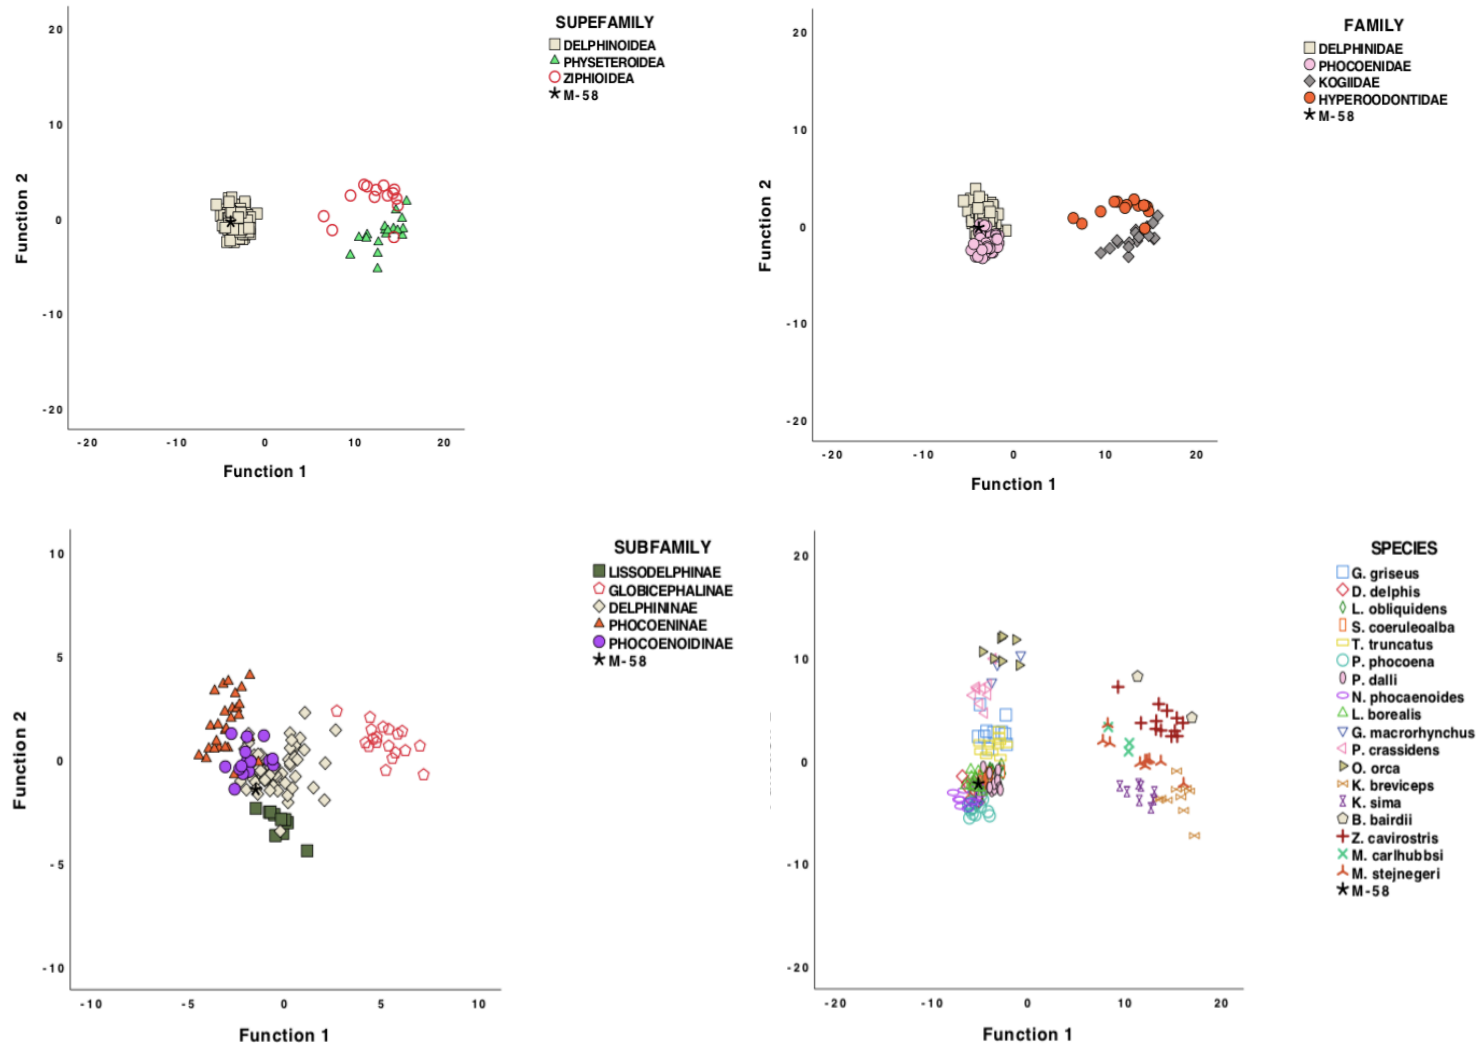 SUPEFAMILY
DELPHINOIDEA
PHYSETEROIDEA
ZIPHIOIDEA
M-58
20
10
0
-10
-20
Function 2
-20 -10 0 10 20
Function 1
FAMILY
DELPHINIDAE
PHOCOENIDAE
KOGIIDAE
HYPEROODONTIDAE
M-58
20
10
0
-10
-20
Function 2
-20 -10 0 10 20
Function 1
SUBFAMILY
LISSODELPHINAE
GLOBICEPHALINAE
DELPHININAE
PHOCOENINAE
PHOCOENOIDINAE
M-58
10
5
0
-5
-10
Function 2
-10 -5 0 5 10
Function 1
SPECIES
G. griseus
D. delphis
L. obliquidens
S. coeruleoalba
T. truncatus
P. phocoena
P. dalli
N. phocaenoides
L. borealis
G. macrorhynchus
P. crassidens
O. orca
K. breviceps
K. sima
B. bairdii
Z. cavirostris
M. carlhubbsi
M. stejnegeri
M-58
20
10
0
-10
-20
-20 -10 0 10 20
Function 1